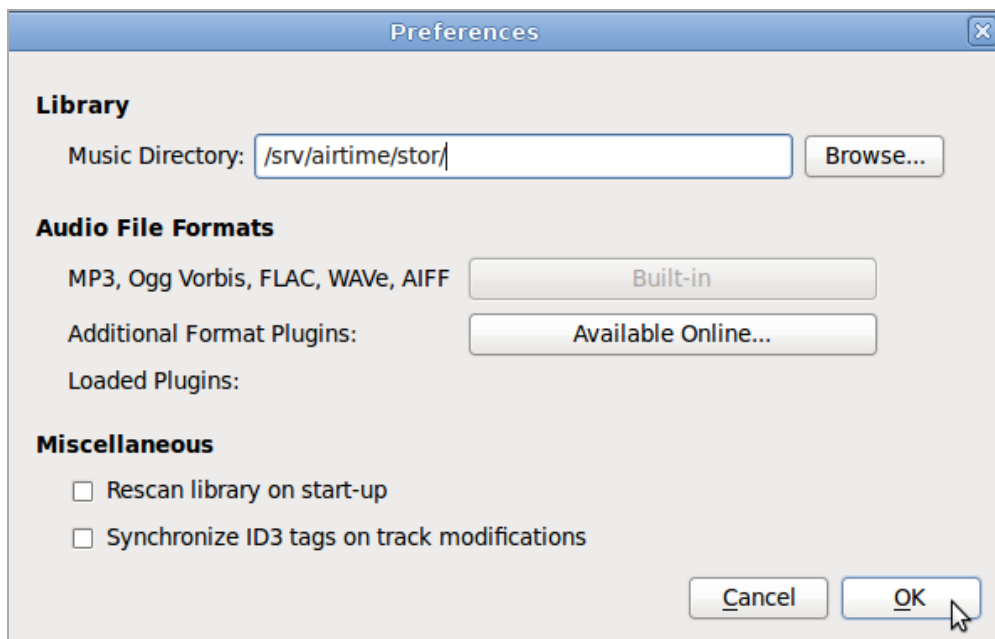 Preferences
Library
Music Directory: /srv/airtime/stor/ Browse...
Audio File Formats
MP3, Ogg Vorbis, FLAC, WAVe, AIFF Built-in
Additional Format Plugins: Available Online...
Loaded Plugins:
Miscellaneous
Rescan library on start-up
Synchronize ID3 tags on track modifications
Cancel OK